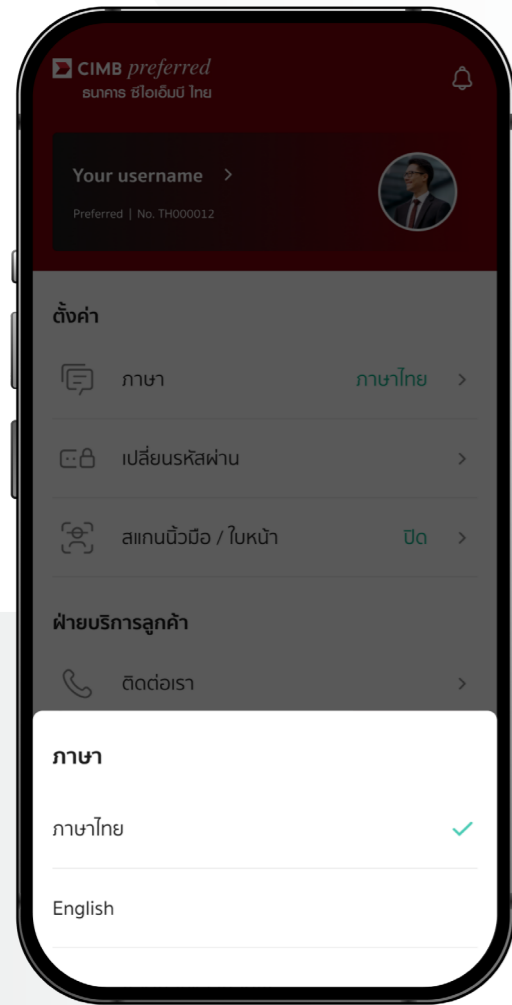 CIMB preferred
ธนาคาร ซีไอเอ็มบี ไทย
Your username
Preferred | No. TH000012
ตั้งค่า
ภาษา ภาษาไทย
เปลี่ยนรหัสผ่าน
สแกนนิ้วมือ / ใบหน้า ปิด
ฝ่ายบริการลูกค้า
ติดต่อเรา
ภาษา
ภาษาไทย
English